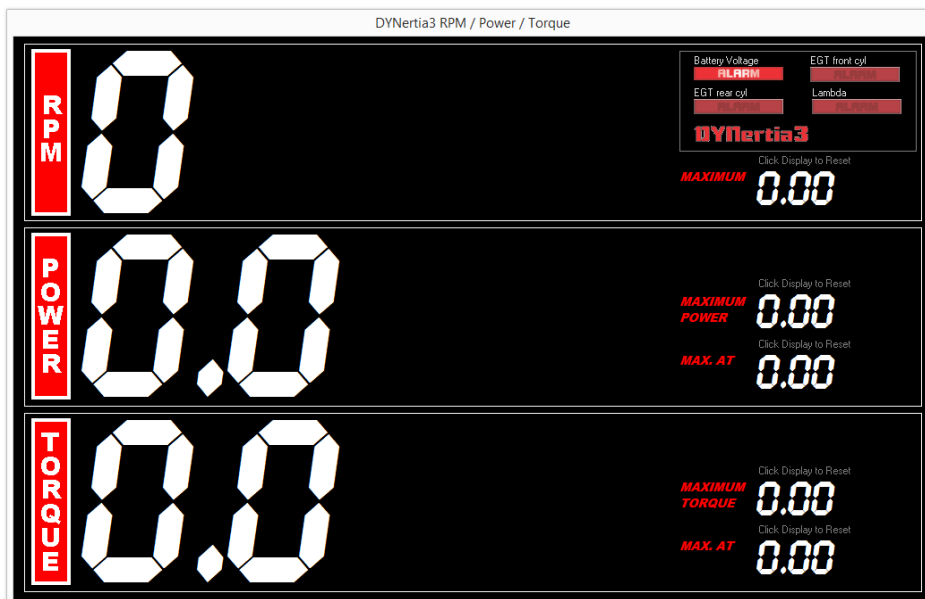 DYNertia3 RPM / Power / Torque
RPM
0
Battery Voltage
ALARM
EGT front cyl
ALARM
EGT rear cyl
ALARM
Lambda
ALARM
DYNertia3
Click Display to Reset
MAXIMUM
0.00
POWER
0.0
Click Display to Reset
MAXIMUM
POWER
0.00
Click Display to Reset
MAX. AT
0.00
TORQUE
0.0
Click Display to Reset
MAXIMUM
TORQUE
0.00
Click Display to Reset
MAX. AT
0.00